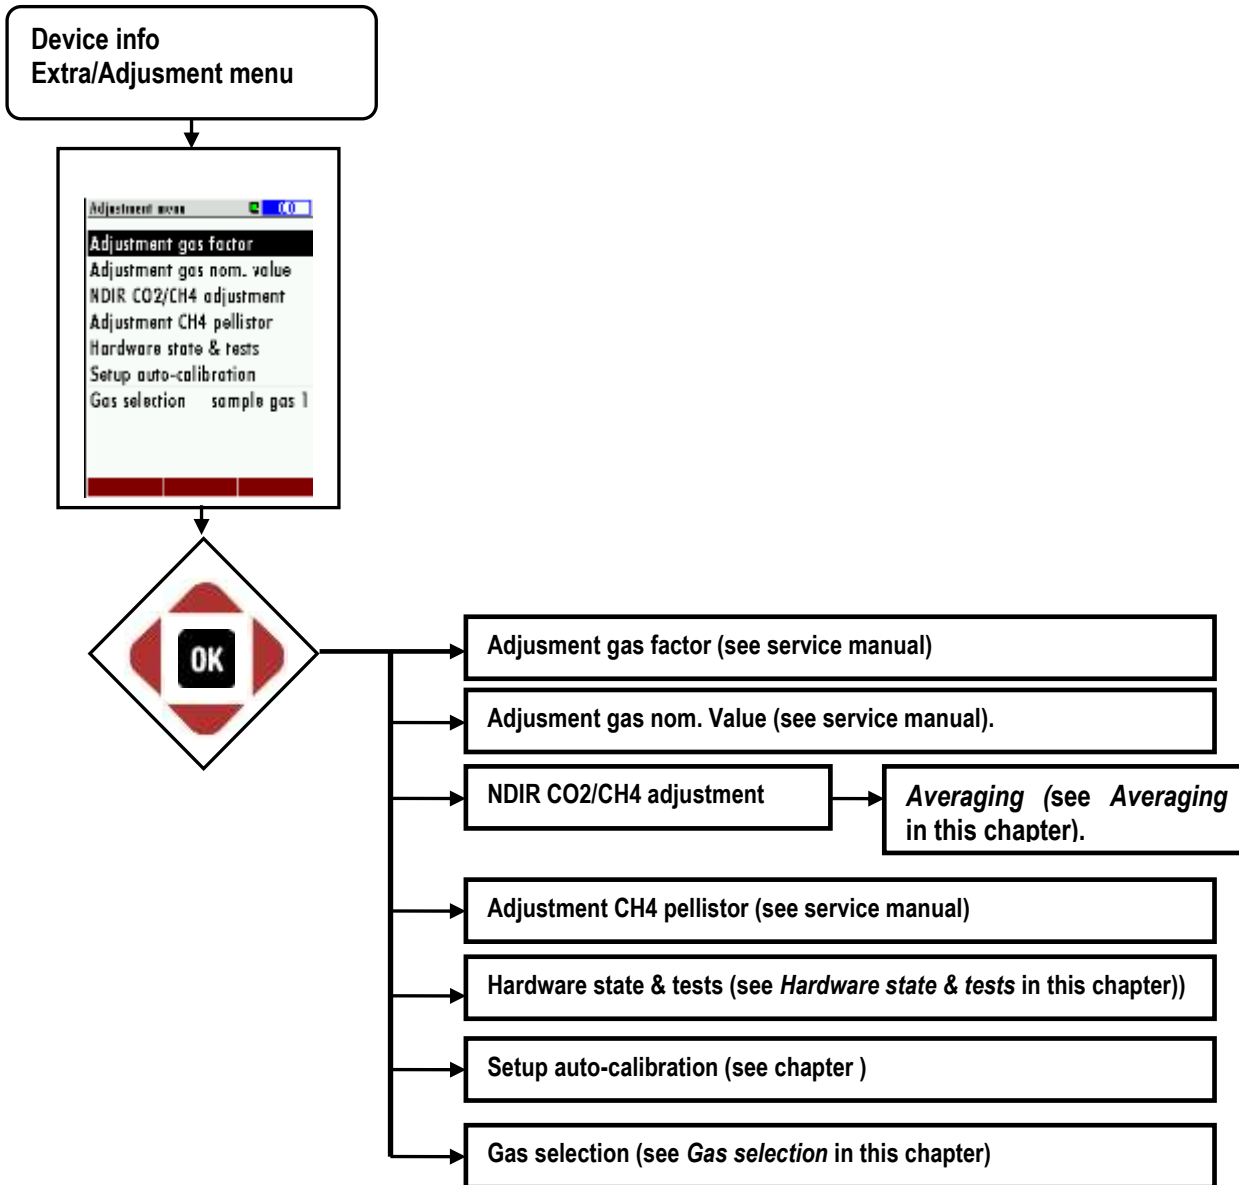 Device info
Extra/Adjusment menu
Adjustment menu 0,0
Adjustment gas factor
Adjustment gas nom. value
NDIR CO2/CH4 adjustment
Adjustment CH4 pellistor
Hardware state & tests
Setup auto-calibration
Gas selection sample gas 1
OK
Adjusment gas factor (see service manual)
Adjusment gas nom. Value (see service manual).
NDIR CO2/CH4 adjustment
Averaging (see Averaging
in this chapter).
Adjustment CH4 pellistor (see service manual)
Hardware state & tests (see Hardware state & tests in this chapter))
Setup auto-calibration (see chapter )
Gas selection (see Gas selection in this chapter)